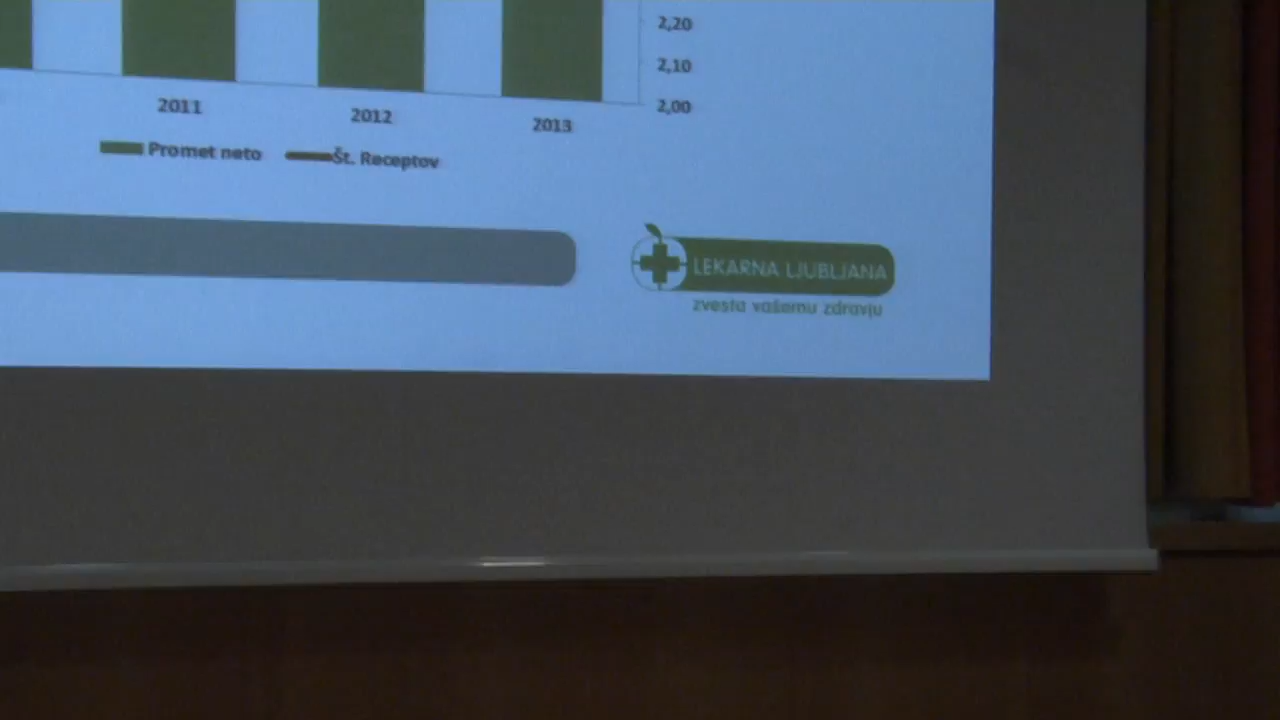 2,20
2,10
2,00
2011 2012 2013
Promet neto Št. Receptov
LEKARNA LJUBLJANA
zvesta vašemu zdravju